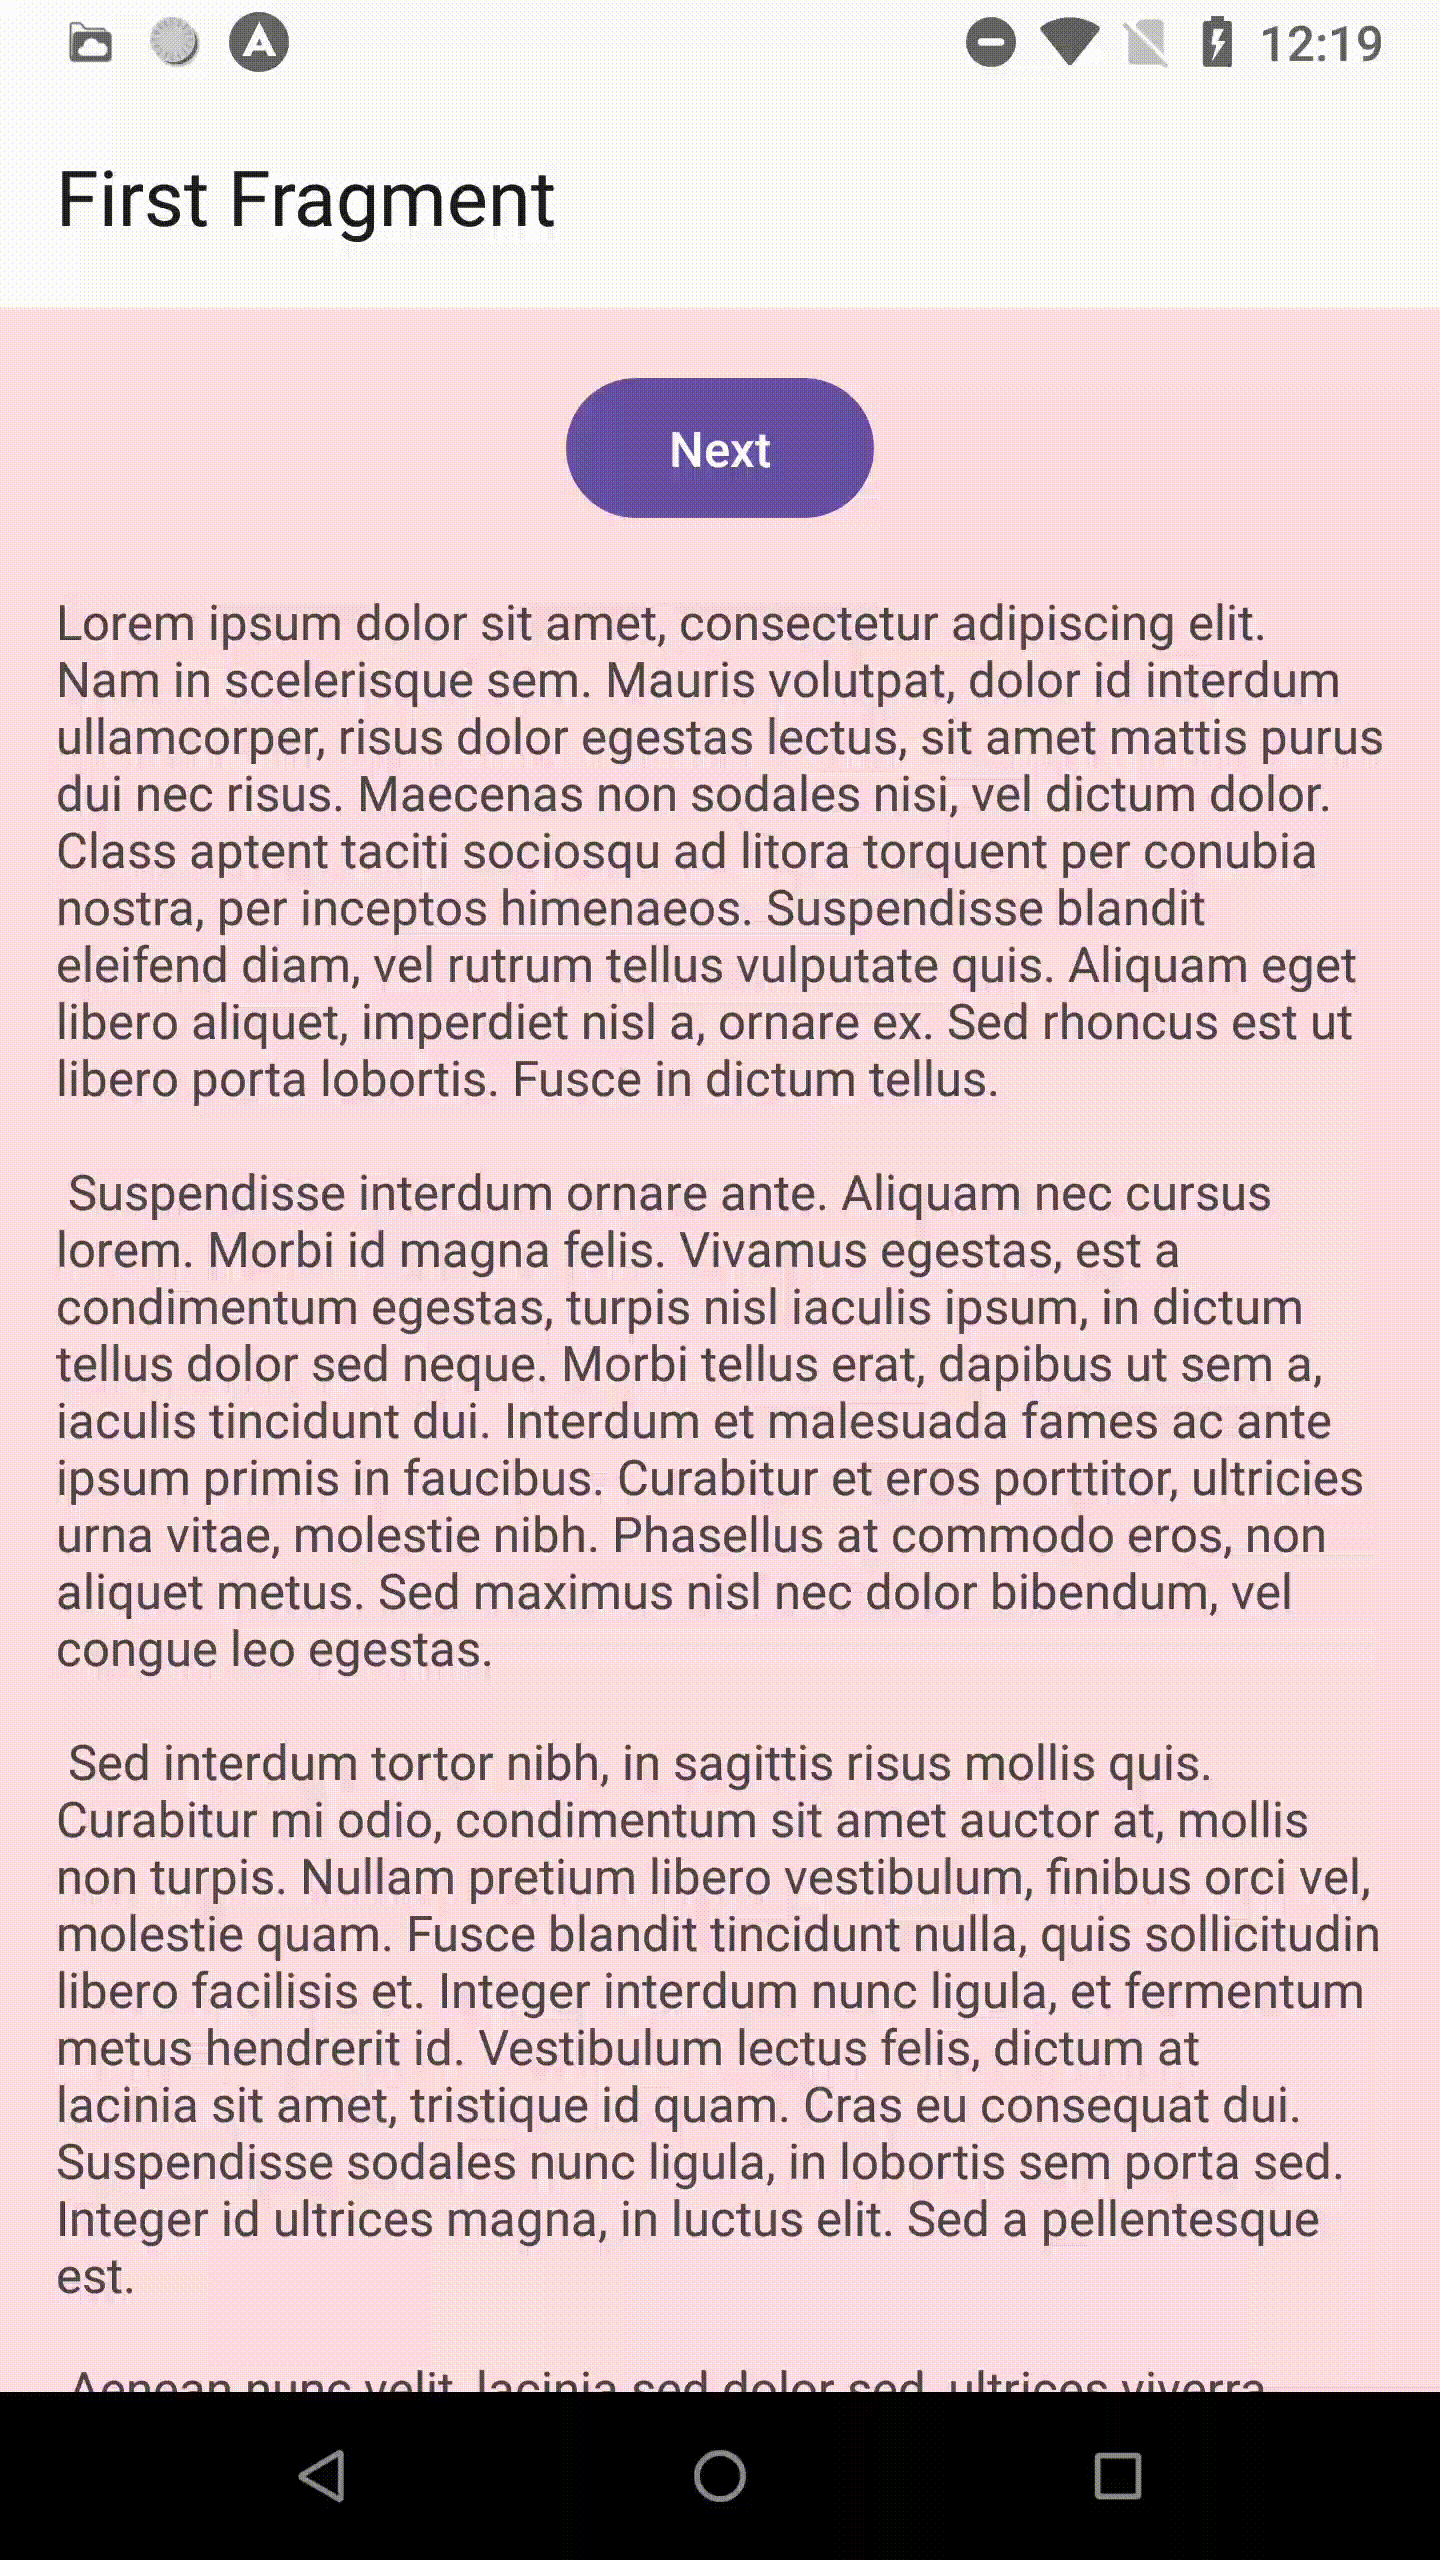 12:19
First Fragment
Next
Lorem ipsum dolor sit amet, consectetur adipiscing elit.
Nam in scelerisque sem. Mauris volutpat, dolor id interdum
ullamcorper, risus dolor egestas lectus, sit amet mattis purus
dui nec risus. Maecenas non sodales nisi, vel dictum dolor.
Class aptent taciti sociosqu ad litora torquent per conubia
nostra, per inceptos himenaeos. Suspendisse blandit
eleifend diam, vel rutrum tellus vulputate quis. Aliquam eget
libero aliquet, imperdiet nisl a, ornare ex. Sed rhoncus est ut
libero porta lobortis. Fusce in dictum tellus.
Suspendisse interdum ornare ante. Aliquam nec cursus
lorem. Morbi id magna felis. Vivamus egestas, est a
condimentum egestas, turpis nisl iaculis ipsum, in dictum
tellus dolor sed neque. Morbi tellus erat, dapibus ut sem a,
iaculis tincidunt dui. Interdum et malesuada fames ac ante
ipsum primis in faucibus. Curabitur et eros porttitor, ultricies
urna vitae, molestie nibh. Phasellus at commodo eros, non
aliquet metus. Sed maximus nisl nec dolor bibendum, vel
congue leo egestas.
Sed interdum tortor nibh, in sagittis risus mollis quis.
Curabitur mi odio, condimentum sit amet auctor at, mollis
non turpis. Nullam pretium libero vestibulum, finibus orci vel,
molestie quam. Fusce blandit tincidunt nulla, quis sollicitudin
libero facilisis et. Integer interdum nunc ligula, et fermentum
metus hendrerit id. Vestibulum lectus felis, dictum at
lacinia sit amet, tristique id quam. Cras eu consequat dui.
Suspendisse sodales nunc ligula, in lobortis sem porta sed.
Integer id ultrices magna, in luctus elit. Sed a pellentesque
est.
Aenean nunc velit, lacinia sed dolor sed, ultrices viverra